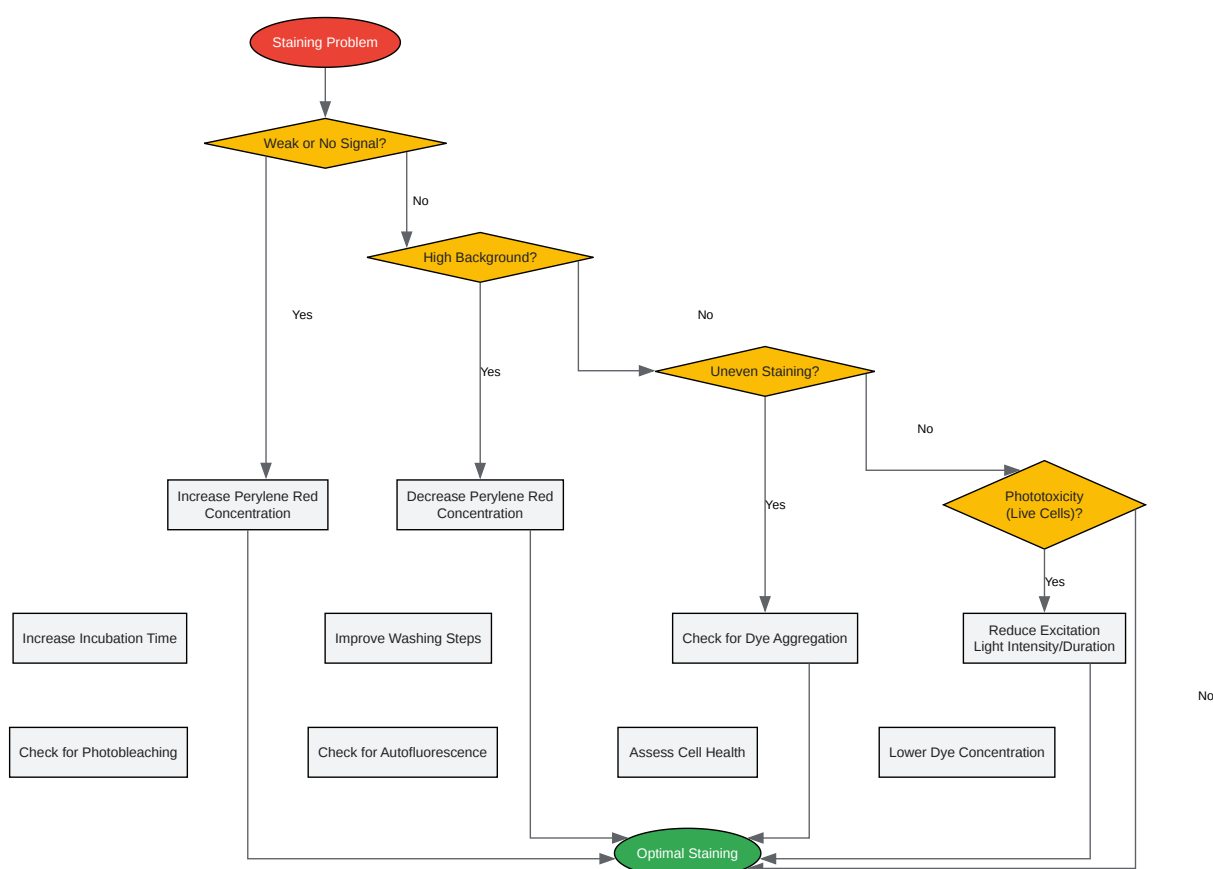 Staining Problem
Weak or No Signal?
No
High Background?
Yes
No
Yes
Uneven Staining?
No
Increase Perylene Red
Concentration
Decrease Perylene Red
Concentration
Yes
Phototoxicity
(Live Cells)?
Yes
Increase Incubation Time
Improve Washing Steps
Check for Dye Aggregation
Reduce Excitation
Light Intensity/Duration
No
Check for Photobleaching
Check for Autofluorescence
Assess Cell Health
Lower Dye Concentration
Optimal Staining